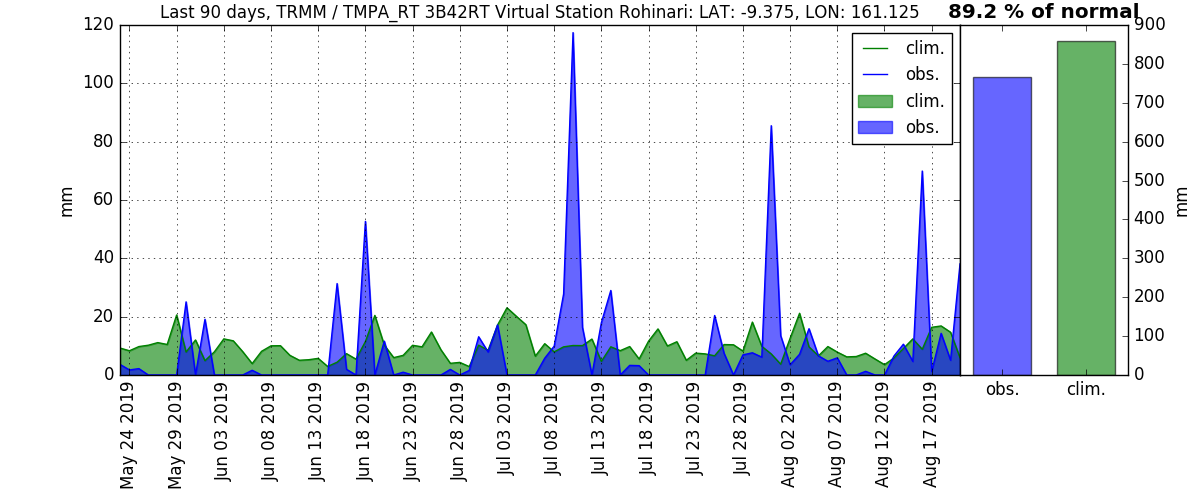 Last 90 days, TRMM / TMPA_RT 3B42RT Virtual Station Rohinari: LAT: -9.375, LON: 161.125
89.2 % of normal
120
100
80
60
40
20
0
mm
clim.
obs.
clim.
obs.
900
800
700
600
500
400
300
200
100
0
mm
obs.
clim.
May 24 2019
May 29 2019
Jun 03 2019
Jun 08 2019
Jun 13 2019
Jun 18 2019
Jun 23 2019
Jun 28 2019
Jul 03 2019
Jul 08 2019
Jul 13 2019
Jul 18 2019
Jul 23 2019
Jul 28 2019
Aug 02 2019
Aug 07 2019
Aug 12 2019
Aug 17 2019